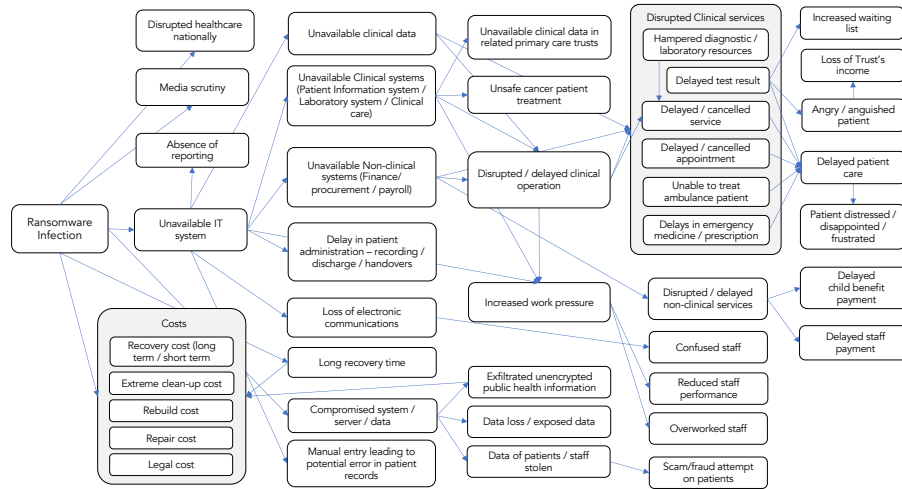 Disrupted healthcare
nationally
Media scrutiny
Absence of
reporting
Ransomware
Infection
Unavailable IT
system
Costs
Recovery cost (long
term / short term
Extreme clean-up cost
Rebuild cost
Repair cost
Legal cost
Unavailable clinical data
Unavailable Clinical systems
(Patient Information system /
Laboratory system / Clinical
care)
Unavailable Non-clinical
systems (Finance/
procurement / payroll)
Delay in patient
administration – recording /
discharge / handovers
Loss of electronic
communications
Long recovery time
Compromised system /
server / data
Manual entry leading to
potential error in patient
records
Unavailable clinical data in
related primary care trusts
Unsafe cancer patient
treatment
Disrupted / delayed clinical
operation
Increased work pressure
Exfiltrated unencrypted
public health information
Data loss / exposed data
Data of patients / staff
stolen
Disrupted Clinical services
Hampered diagnostic /
laboratory resources
Delayed test result
Delayed / cancelled
service
Delayed / cancelled
appointment
Unable to treat
ambulance patient
Delays in emergency
medicine / prescription
Disrupted / delayed
non-clinical services
Confused staff
Reduced staff
performance
Overworked staff
Scam/fraud attempt
on patients
Increased waiting
list
Loss of Trust's
income
Angry / anguished
patient
Delayed patient
care
Patient distressed /
disappointed /
frustrated
Delayed
child benefit
payment
Delayed staff
payment